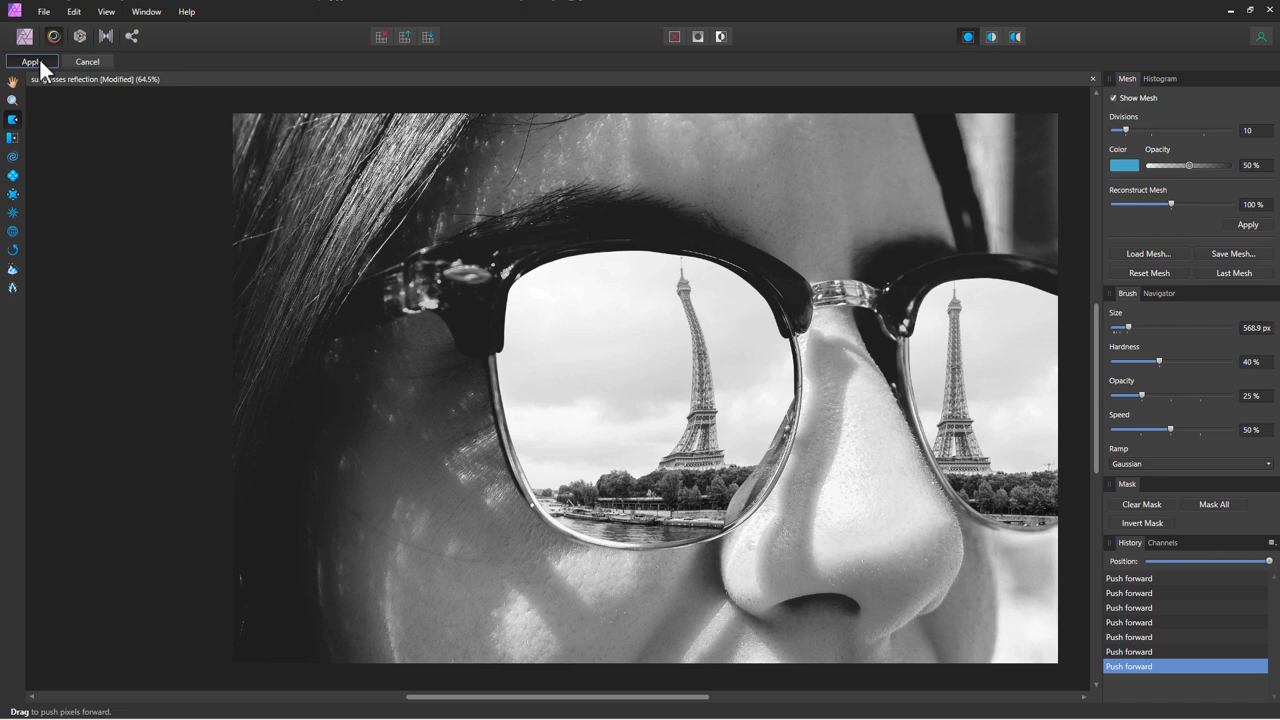 File Edit View Window Help
Apply Cancel
[Modified] (64.5%)
Mesh Histogram
Show Mesh
Divisions
10
Color Opacity
50 %
Reconstruct Mesh
100 %
Apply
Load Mesh... Save Mesh...
Reset Mesh Last Mesh
Brush Navigator
Size
568.9 px
Hardness
40 %
Opacity
25 %
Speed
50 %
Ramp
Gaussian
Mask
Clear Mask Mask All
Invert Mask
History Channels
Position:
Push forward
Push forward
Push forward
Push forward
Push forward
Push forward
Push forward
Drag to push pixels forward.